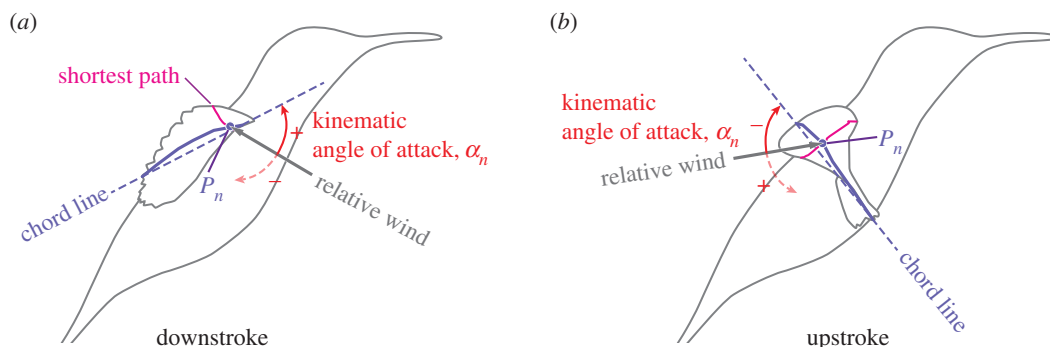 (a)
shortest path
+
kinematic
angle of attack, αn
−
Pn
chord line
relative wind
downstroke
(b)
kinematic
angle of attack, αn
−
relative wind
+
Pn
chord line
upstroke